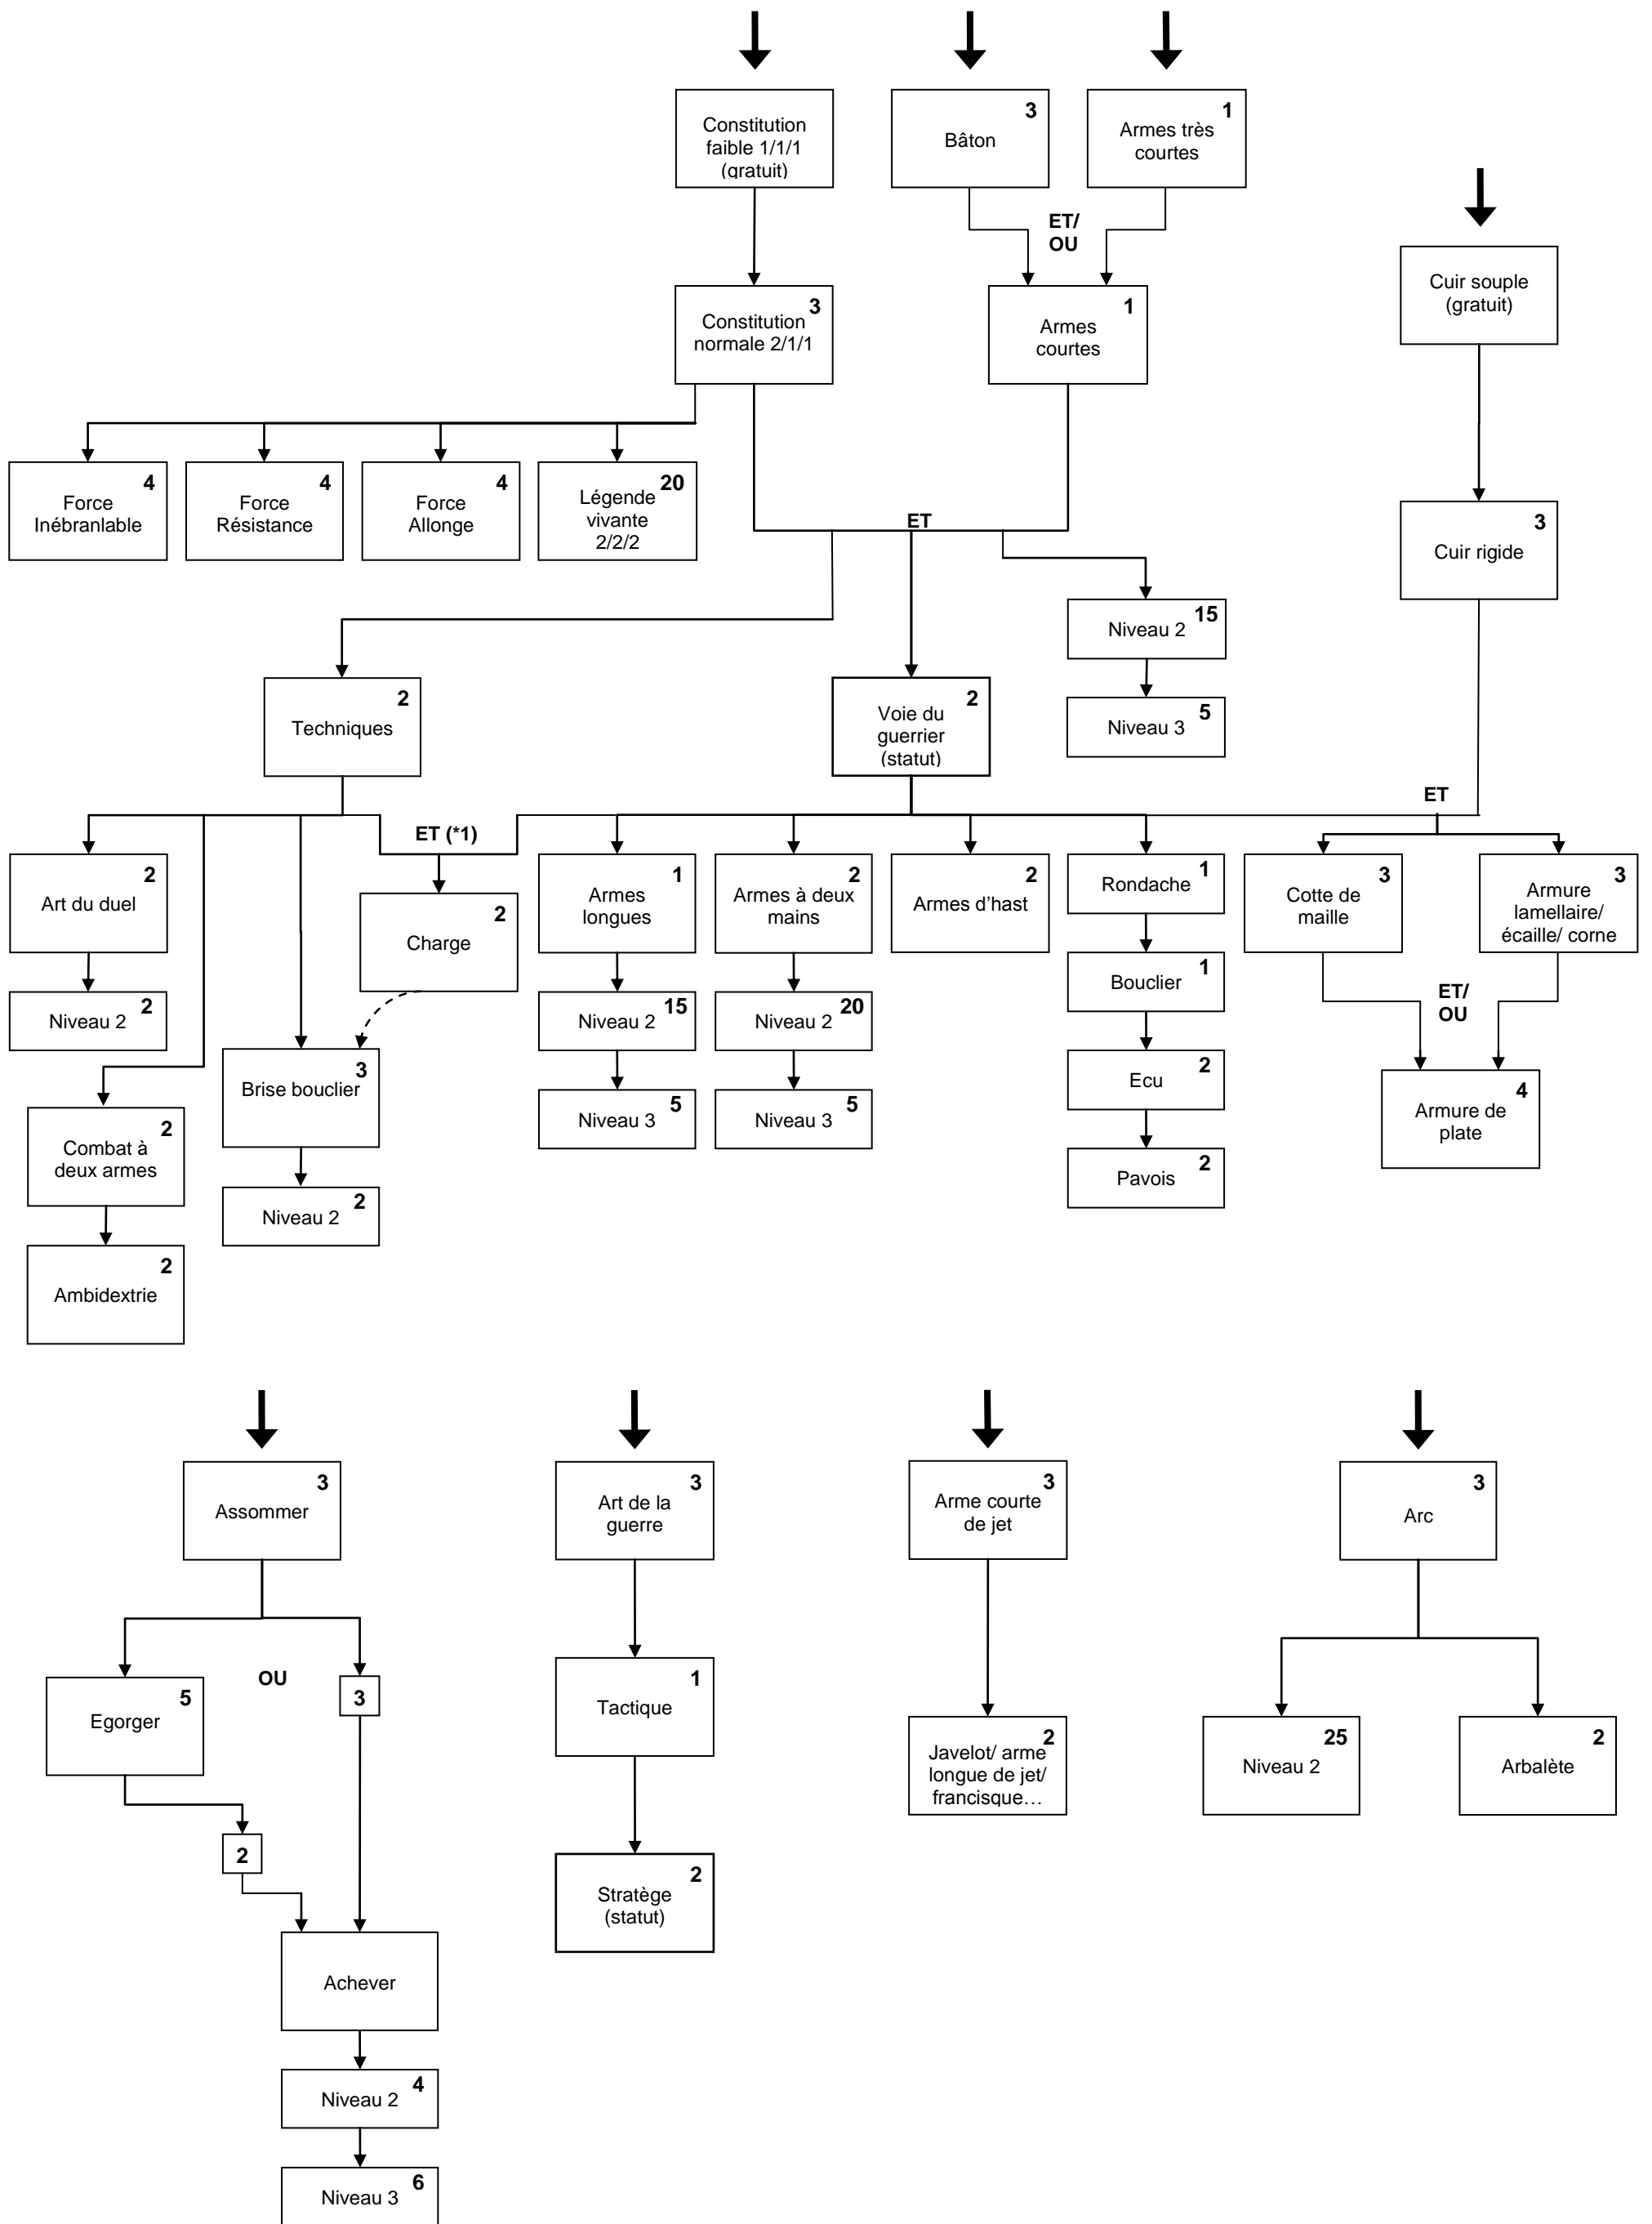 Constitution
faible 1/1/1
(gratuit)
3
Bâton
1
Armes très
courtes
ET/
OU
Cuir souple
(gratuit)
3
Constitution
normale 2/1/1
1
Armes
courtes
4
Force
Inébranlable
4
Force
Résistance
4
Force
Allonge
20
Légende
vivante
2/2/2
ET
3
Cuir rigide
15
Niveau 2
5
Niveau 3
2
Techniques
2
Voie du
guerrier
(statut)
ET
ET (*1)
2
Art du duel
2
Niveau 2
2
Charge
1
Armes
longues
15
Niveau 2
5
Niveau 3
2
Armes à deux
mains
20
Niveau 2
5
Niveau 3
2
Armes d'hast
1
Rondache
1
Bouclier
2
Ecu
2
Pavois
3
Cotte de
maille
3
Armure
lamellaire/
écaille/ corne
ET/
OU
4
Armure de
plate
3
Brise bouclier
2
Niveau 2
2
Combat à
deux armes
2
Ambidextrie
3
Assommer
OU
5
Egorger
3
2
Achever
4
Niveau 2
6
Niveau 3
3
Art de la
guerre
1
Tactique
2
Stratège
(statut)
3
Arme courte
de jet
2
Javelot/ arme
longue de jet/
francisque…
3
Arc
25
Niveau 2
2
Arbalète